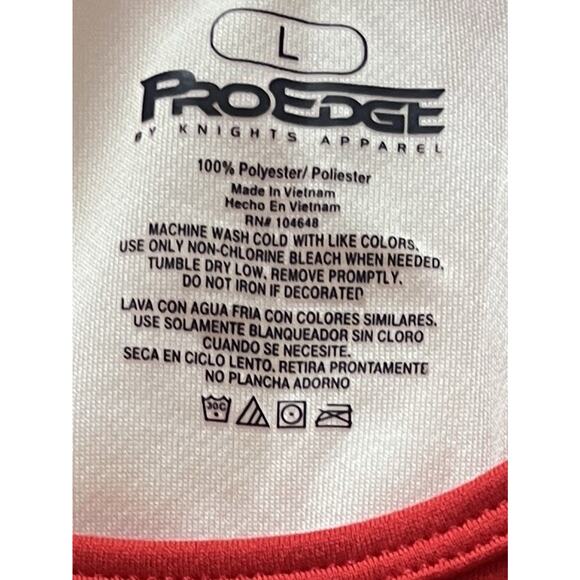 L
PROEDGE
BY KNIGHTS APPAREL
100% Polyester/ Poliester
Made In Vietnam
Hecho En Vietnam
RN# 104648
MACHINE WASH COLD WITH LIKE COLORS.
USE ONLY NON-CHLORINE BLEACH WHEN NEEDED.
TUMBLE DRY LOW. REMOVE PROMPTLY.
DO NOT IRON IF DECORATED
LAVA CON AGUA FRIA CON COLORES SIMILARES.
USE SOLAMENTE BLANQUEADOR SIN CLORO
CUANDO SE NECESITE.
SECA EN CICLO LENTO. RETIRA PRONTAMENTE
NO PLANCHA ADORNO
30C